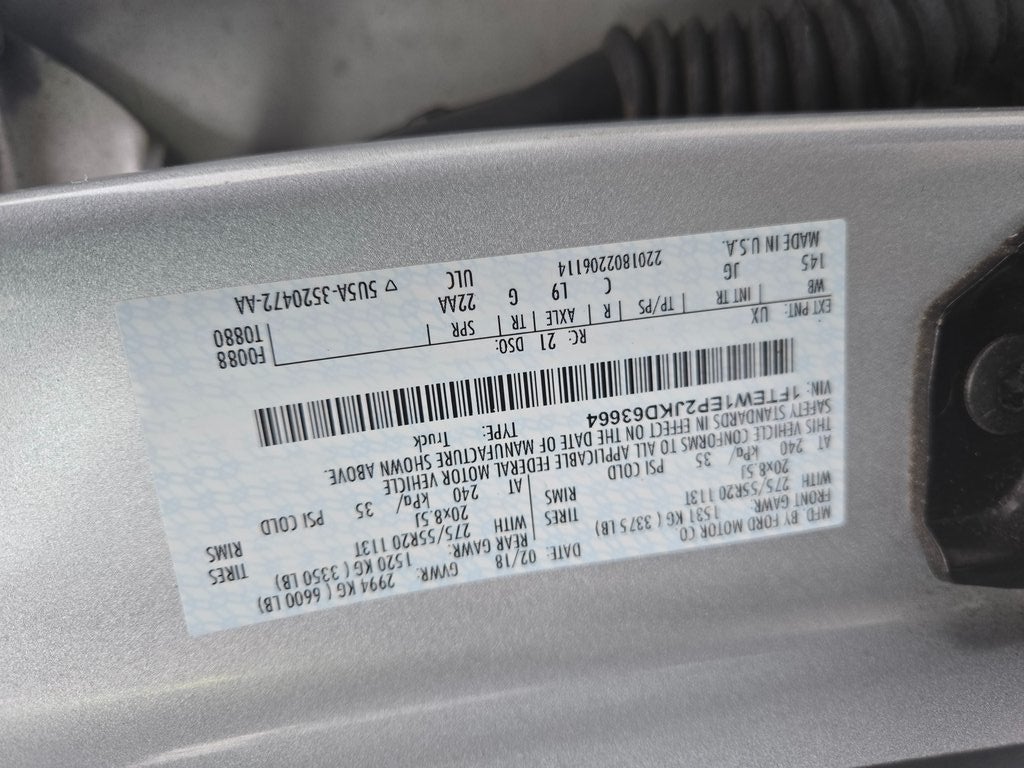 MFD. BY FORD MOTOR CO
DATE: 02/18 GVWR: 2994 KG ( 6600 LB)
FRONT GAWR: 1531 KG ( 3375 LB) REAR GAWR: 1520 KG ( 3350 LB)
WITH 275/55R20 113T TIRES WITH 275/55R20 113T TIRES
20x8.5J RIMS 20x8.5J RIMS
AT 240 kPa/ 35 PSI COLD AT 240 kPa/ 35 PSI COLD
THIS VEHICLE CONFORMS TO ALL APPLICABLE FEDERAL MOTOR VEHICLE
SAFETY STANDARDS IN EFFECT ON THE DATE OF MANUFACTURE SHOWN ABOVE.
VIN: 1FTEW1EP2JKD63664 TYPE: Truck
F0088
T0880
EXT PNT: UX RC: 21 DSO:
WB INT TR TP/PS R AXLE TR SPR
145 JG C L9 G 22AA
ULC
MADE IN U.S.A. 2201802206114 ▽ 5U5A-3520472-AA